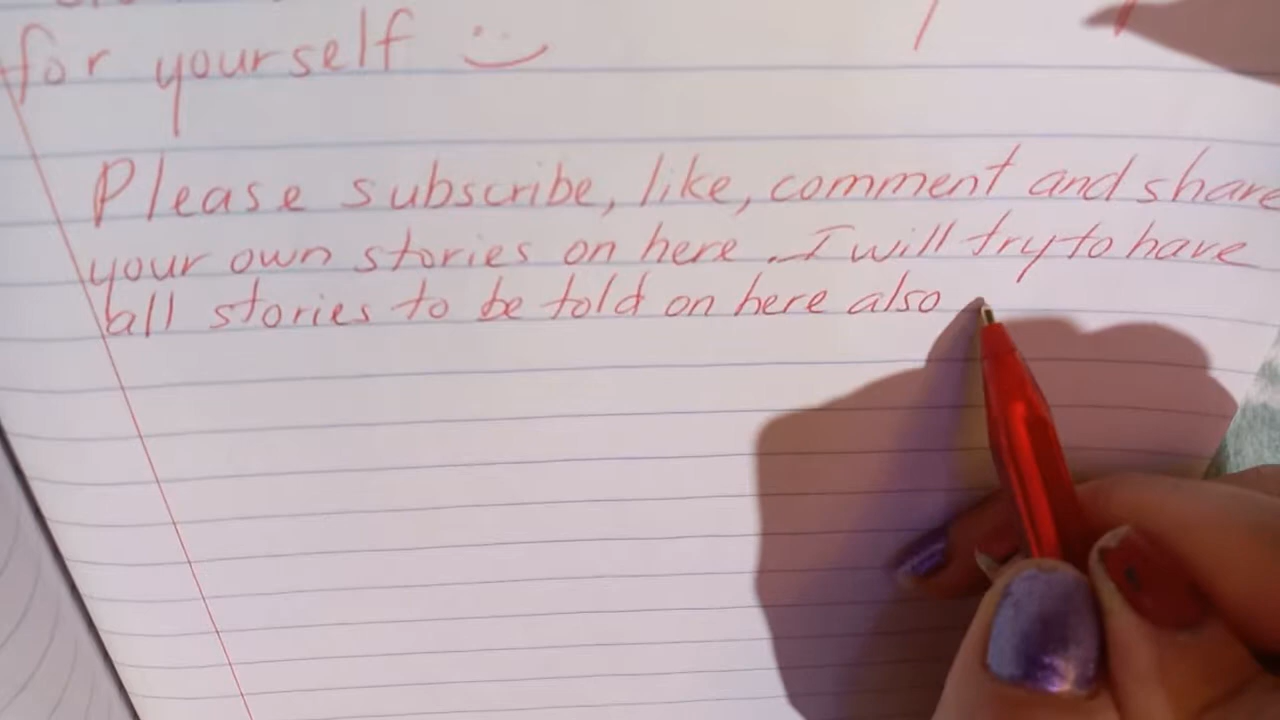 for yourself
Please subscribe, like, comment and share
your own stories on here. I will try to have
all stories to be told on here also